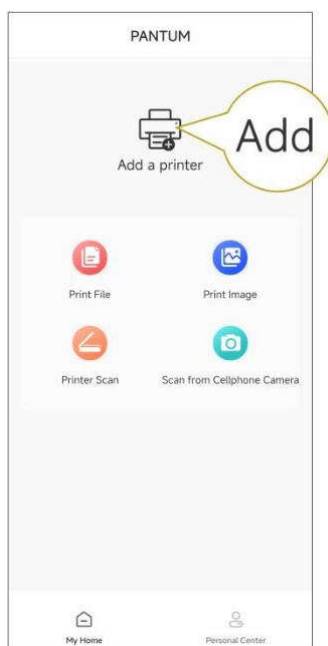 PANTUM
Add
Add a printer
Print File
Print Image
Printer Scan
Scan from Cellphone Camera
My Home
Personal Center